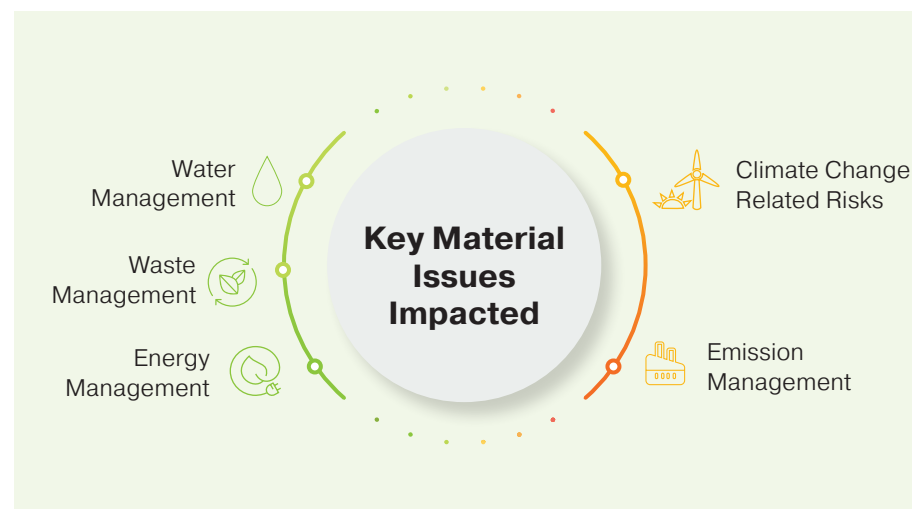 Key Material
Issues
Impacted
Water
Management
Waste
Management
Energy
Management
Climate Change
Related Risks
Emission
Management